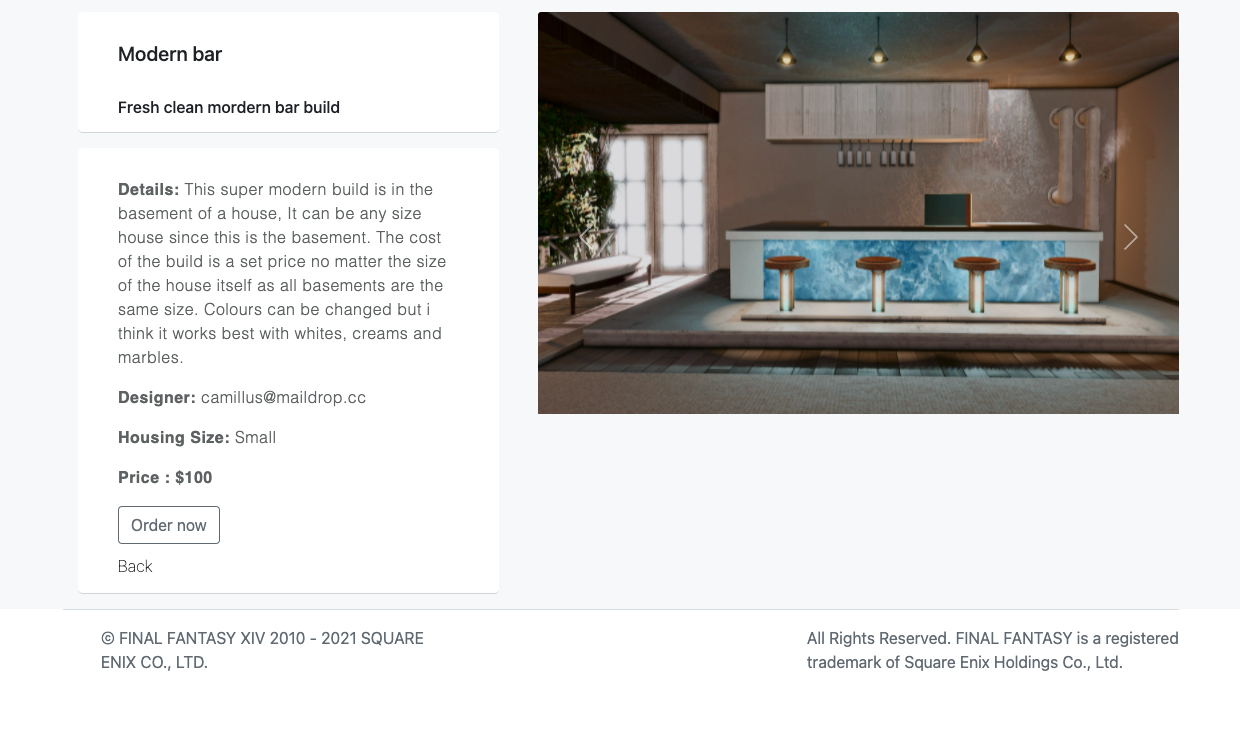 Modern bar
Fresh clean mordern bar build
Details: This super modern build is in the
basement of a house, It can be any size
house since this is the basement. The cost
of the build is a set price no matter the size
of the house itself as all basements are the
same size. Colours can be changed but i
think it works best with whites, creams and
marbles.
Designer: camillus@maildrop.cc
Housing Size: Small
Price : $100
Order now
Back
© FINAL FANTASY XIV 2010 - 2021 SQUARE
ENIX CO., LTD.
All Rights Reserved. FINAL FANTASY is a registered
trademark of Square Enix Holdings Co., Ltd.